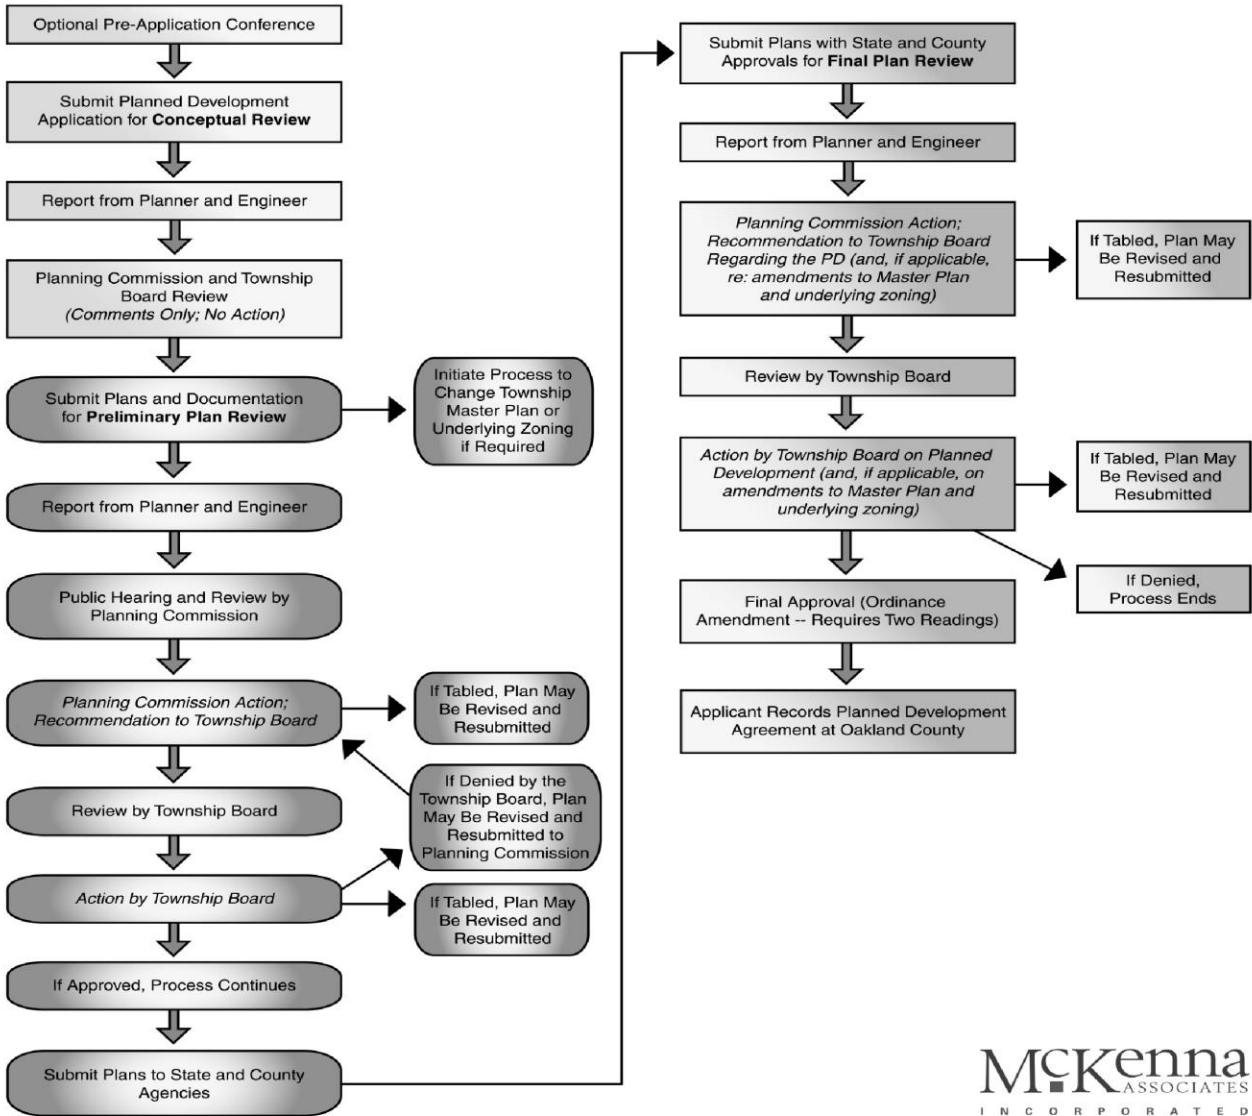 Optional Pre-Application Conference
Submit Planned Development
Application for Conceptual Review
Report from Planner and Engineer
Planning Commission and Township
Board Review
(Comments Only; No Action)
Submit Plans and Documentation
for Preliminary Plan Review
Initiate Process to
Change Township
Master Plan or
Underlying Zoning
if Required
Report from Planner and Engineer
Public Hearing and Review by
Planning Commission
Planning Commission Action;
Recommendation to Township Board
If Tabled, Plan May
Be Revised and
Resubmitted
Review by Township Board
If Denied by the
Township Board, Plan
May Be Revised and
Resubmitted to
Planning Commission
Action by Township Board
If Tabled, Plan May
Be Revised and
Resubmitted
If Approved, Process Continues
Submit Plans to State and County
Agencies
Submit Plans with State and County
Approvals for Final Plan Review
Report from Planner and Engineer
Planning Commission Action;
Recommendation to Township Board
Regarding the PD (and, if applicable,
re: amendments to Master Plan
and underlying zoning)
If Tabled, Plan May
Be Revised and
Resubmitted
Review by Township Board
Action by Township Board on Planned
Development (and, if applicable, on
amendments to Master Plan and
underlying zoning)
If Tabled, Plan May
Be Revised and
Resubmitted
If Denied,
Process Ends
Final Approval (Ordinance
Amendment -- Requires Two Readings)
Applicant Records Planned Development
Agreement at Oakland County
McKenna
ASSOCIATES
INCORPORATED